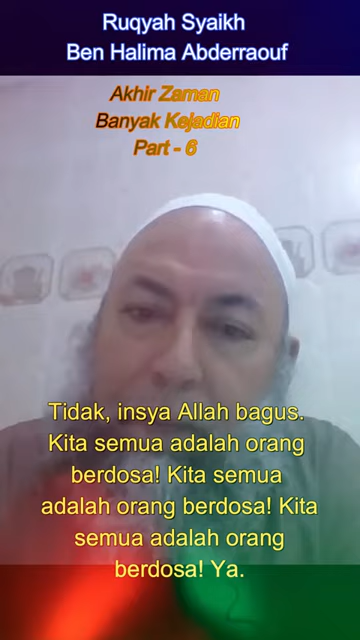 Ruqyah Syaikh
Ben Halima Abderraouf
Akhir Zaman
Banyak Kejadian
Part - 6
Tidak, insya Allah bagus.
Kita semua adalah orang
berdosa! Kita semua
adalah orang berdosa! Kita
semua adalah orang
berdosa! Ya.